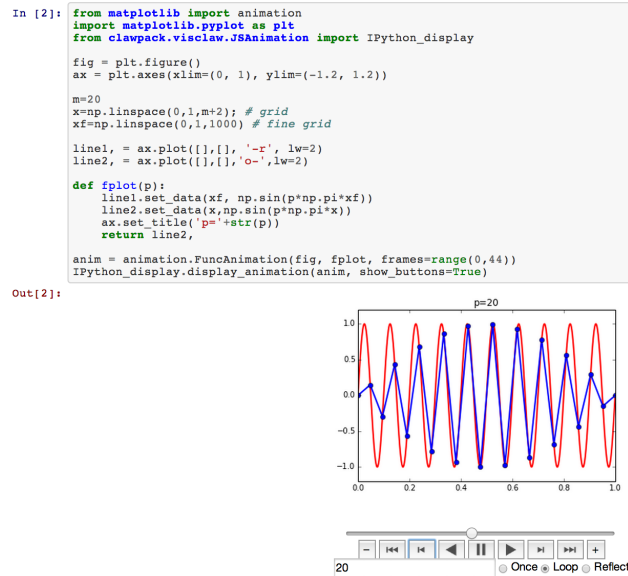 In [2]: from matplotlib import animation
import matplotlib.pyplot as plt
from clawpack.visclaw.JSAnimation import IPython_display

fig = plt.figure()
ax = plt.axes(xlim=(0, 1), ylim=(-1.2, 1.2))

m=20
x=np.linspace(0,1,m+2); # grid
xf=np.linspace(0,1,1000) # fine grid

line1, = ax.plot([],[], '-r', lw=2)
line2, = ax.plot([],[],'o-',lw=2)

def fplot(p):
    line1.set_data(xf, np.sin(p*np.pi*xf))
    line2.set_data(x,np.sin(p*np.pi*x))
    ax.set_title('p='+str(p))
    return line2,

anim = animation.FuncAnimation(fig, fplot, frames=range(0,44))
IPython_display.display_animation(anim, show_buttons=True)
Out[2]:
p=20
1.0
0.5
0.0
−0.5
−1.0
0.0 0.2 0.4 0.6 0.8 1.0
20 Once Loop Reflect